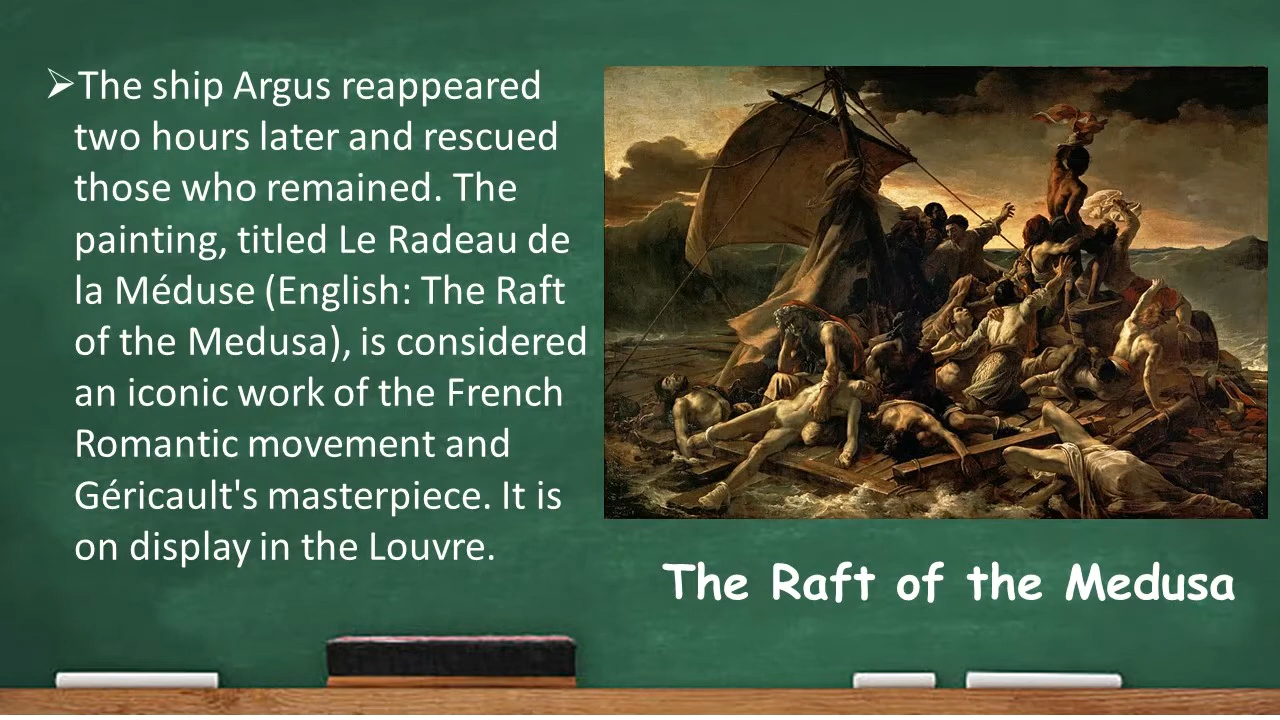 ➢The ship Argus reappeared
two hours later and rescued
those who remained. The
painting, titled Le Radeau de
la Méduse (English: The Raft
of the Medusa), is considered
an iconic work of the French
Romantic movement and
Géricault's masterpiece. It is
on display in the Louvre.
The Raft of the Medusa